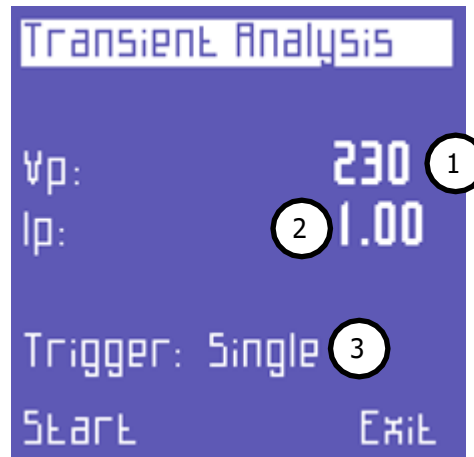 Transient Analysis
Vp: 230 1
Ip: 2 1.00
Trigger: Single 3
Start Exit